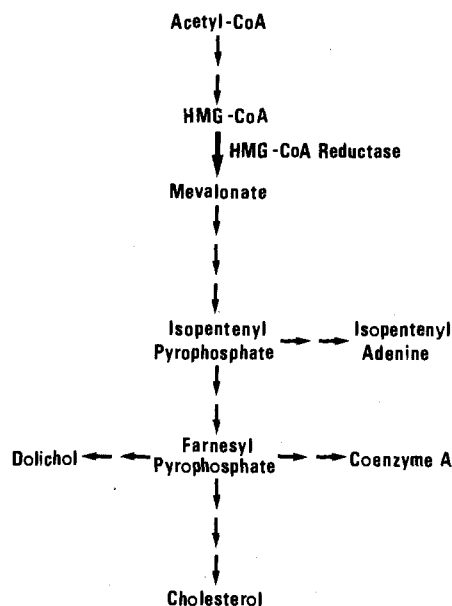 Acetyl-CoA
HMG-CoA
HMG-CoA Reductase
Mevalonate
Isopentenyl
Pyrophosphate
Isopentenyl
Adenine
Dolichol
Farnesyl
Pyrophosphate
Coenzyme A
Cholesterol